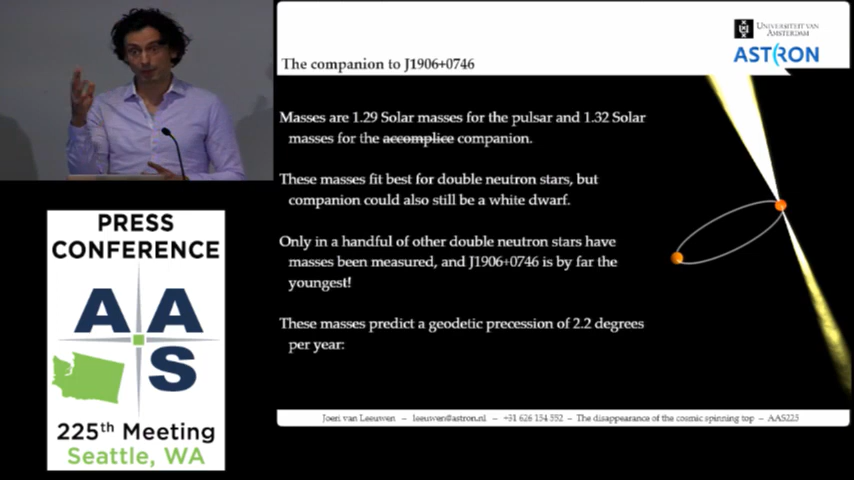 UNIVERSITEIT VAN
AMSTERDAM
ASTRON
The companion to J1906+0746
Masses are 1.29 Solar masses for the pulsar and 1.32 Solar
masses for the accomplice companion.
These masses fit best for double neutron stars, but
companion could also still be a white dwarf.
Only in a handful of other double neutron stars have
masses been measured, and J1906+0746 is by far the
youngest!
These masses predict a geodetic precession of 2.2 degrees
per year:
Joeri van Leeuwen – leeuwen@astron.nl – +31 626 154 552 – The disappearance of the cosmic spinning top – AAS225
PRESS
CONFERENCE
A A
S
225th Meeting
Seattle, WA